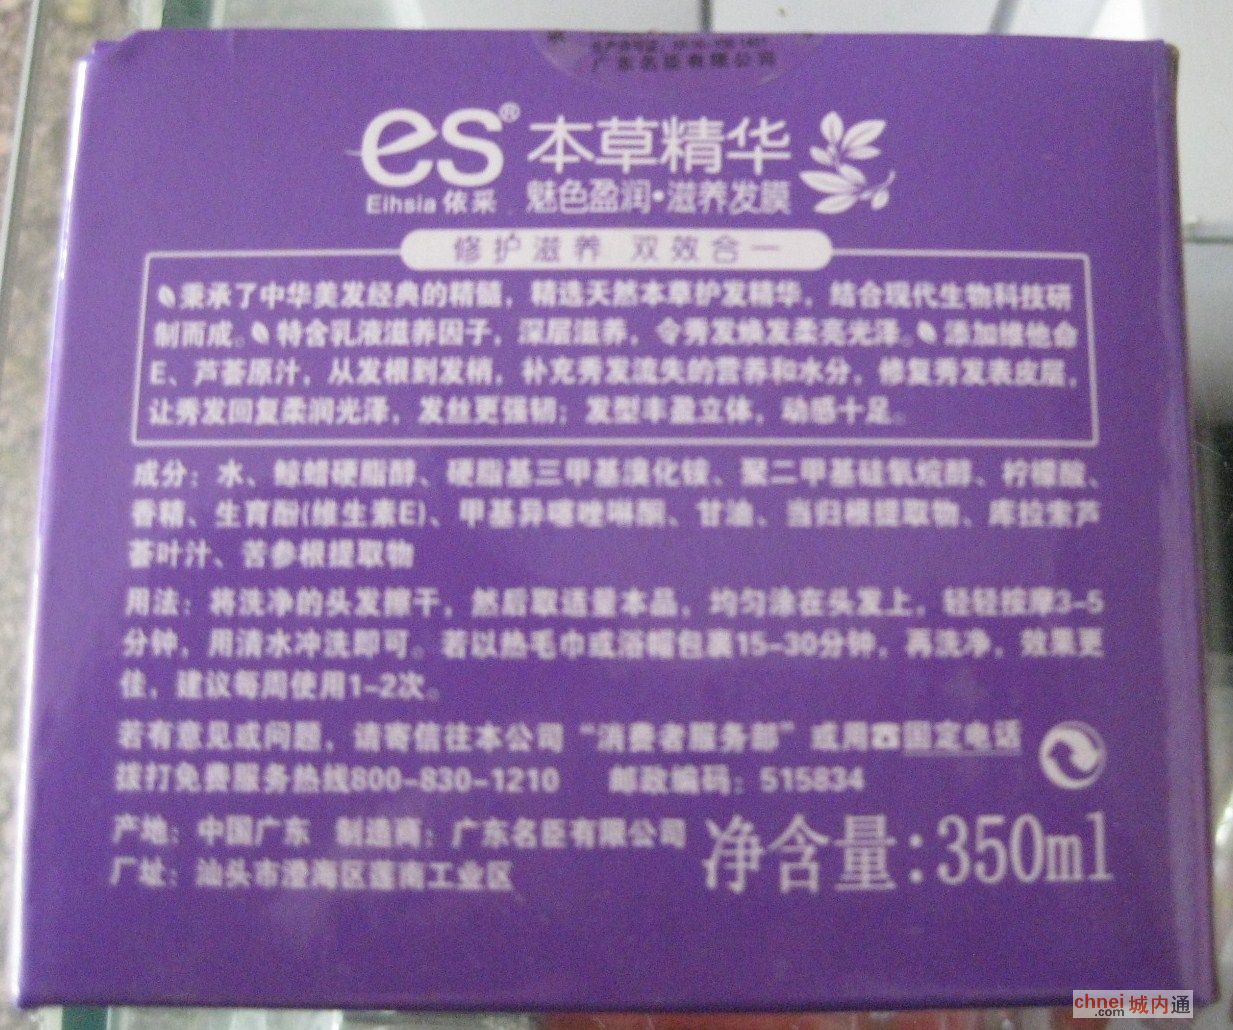 广东名臣有限公司
es® 本草精华
Eihsia 依采 魅色盈润·滋养发膜
修护滋养 双效合一
秉承了中华美发经典的精髓，精选天然本草护发精华，结合现代生物科技研
制而成。特含乳液滋养因子，深层滋养，令秀发焕发柔亮光泽。添加维他命
E、芦荟原汁，从发根到发梢，补充秀发流失的营养和水分，修复秀发表皮层，
让秀发回复柔润光泽，发丝更强韧；发型丰盈立体，动感十足。
成分：水、鲸蜡硬脂醇、硬脂基三甲基溴化铵、聚二甲基硅氧烷醇、柠檬酸、
香精、生育酚(维生素E)、甲基异噻唑啉酮、甘油、当归根提取物、库拉索芦
荟叶汁、苦参根提取物
用法：将洗净的头发擦干，然后取适量本品，均匀涂在头发上，轻轻按摩3-5
分钟，用清水冲洗即可。若以热毛巾或浴帽包裹15-30分钟，再洗净，效果更
佳，建议每周使用1-2次。
若有意见或问题，请寄信往本公司“消费者服务部”或用☎固定电话
拨打免费服务热线800-830-1210 邮政编码：515834
产地：中国广东 制造商：广东名臣有限公司
厂址：汕头市澄海区莲南工业区
净含量:350ml
chnei.com 城内通